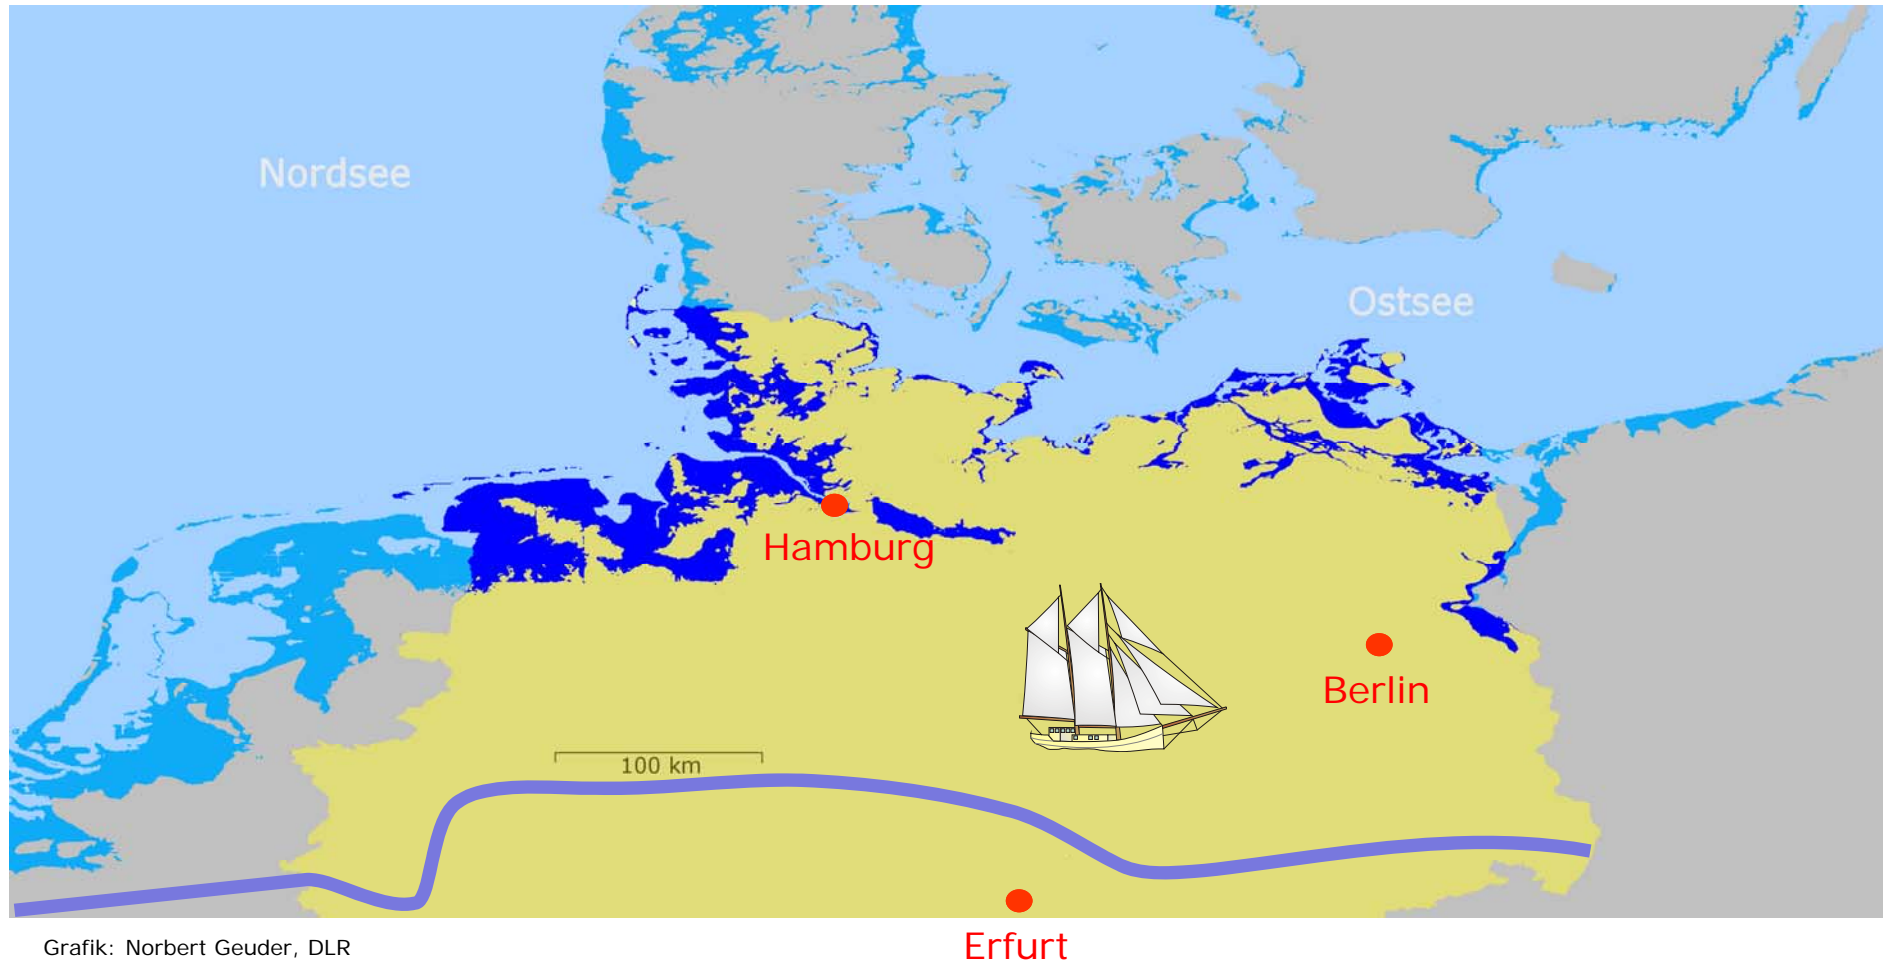 Nordsee
Ostsee
Hamburg
Berlin
100 km
Erfurt
Grafik: Norbert Geuder, DLR